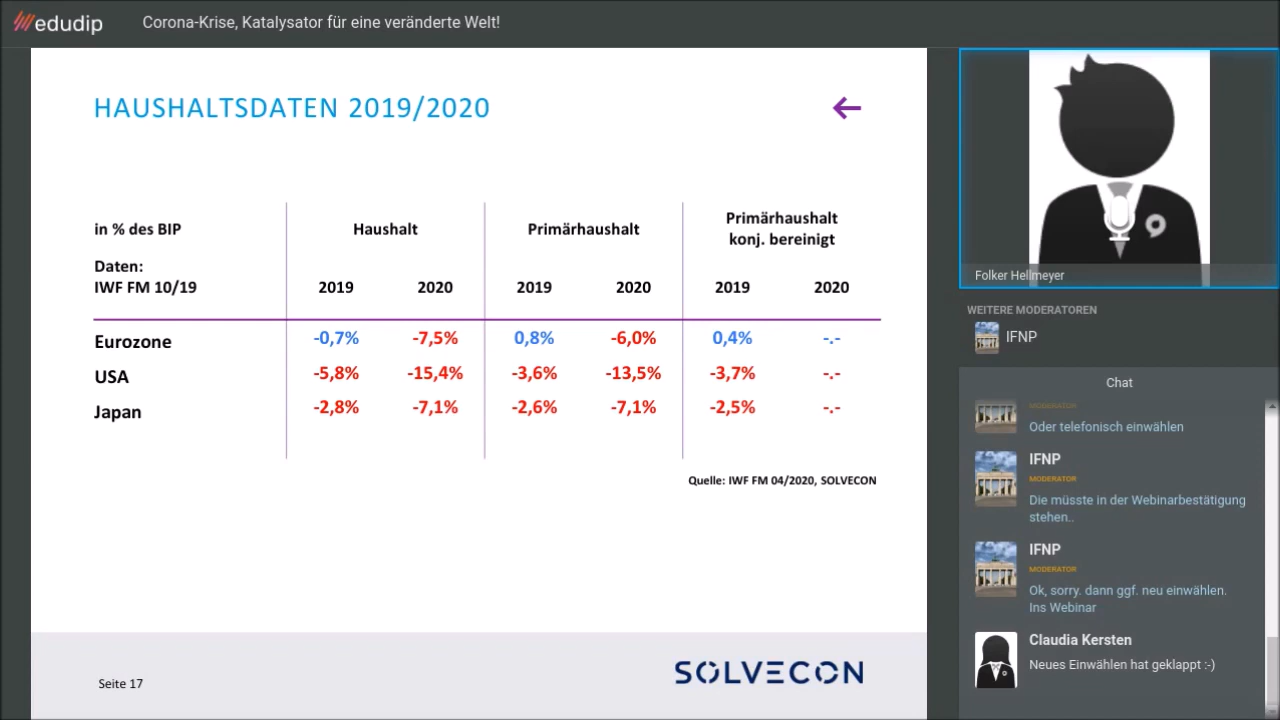 edudip
Corona-Krise, Katalysator für eine veränderte Welt!
HAUSHALTSDATEN 2019/2020
in % des BIP
Haushalt
Primärhaushalt
Primärhaushalt
konj. bereinigt
Daten:
IWF FM 10/19
2019 2020 2019 2020 2019 2020
Eurozone -0,7% -7,5% 0,8% -6,0% 0,4% -.-
USA -5,8% -15,4% -3,6% -13,5% -3,7% -.-
Japan -2,8% -7,1% -2,6% -7,1% -2,5% -.-
Quelle: IWF FM 04/2020, SOLVECON
Seite 17
SOLVECON
Folker Hellmeyer
WEITERE MODERATOREN
IFNP
Chat
MODERATOR
Oder telefonisch einwählen
IFNP
MODERATOR
Die müsste in der Webinarbestätigung
stehen..
IFNP
MODERATOR
Ok, sorry. dann ggf. neu einwählen.
Ins Webinar
Claudia Kersten
Neues Einwählen hat geklappt :-)